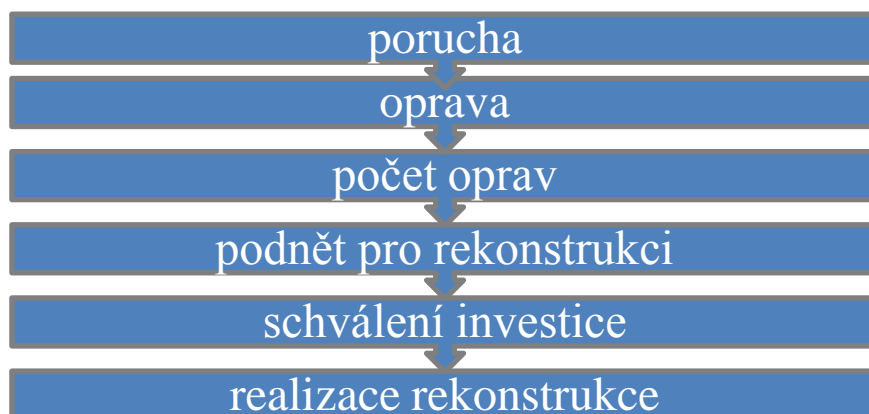 porucha
oprava
počet oprav
podnět pro rekonstrukci
schválení investice
realizace rekonstrukce